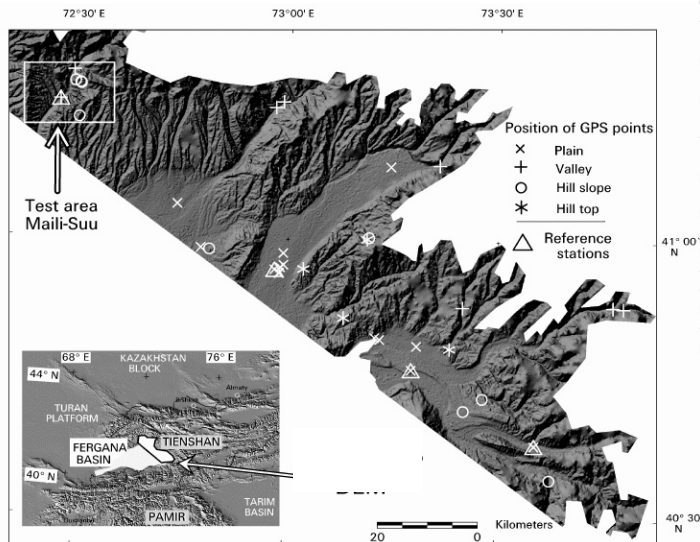 72°30' E
73°00'
73°30' E
Position of GPS points
Plain
Valley
Hill slope
Hill top
Reference
stations
Test area
Maili-Suu
41° 00'
N
68° E
76° E
KAZAKHSTAN
BLOCK
44° N
Almaty
TURAN
PLATFORM
TIENSHAN
FERGANA
BASIN
40° N
TARIM
BASIN
PAMIR
20
0
Kilometers
40° 30'
N